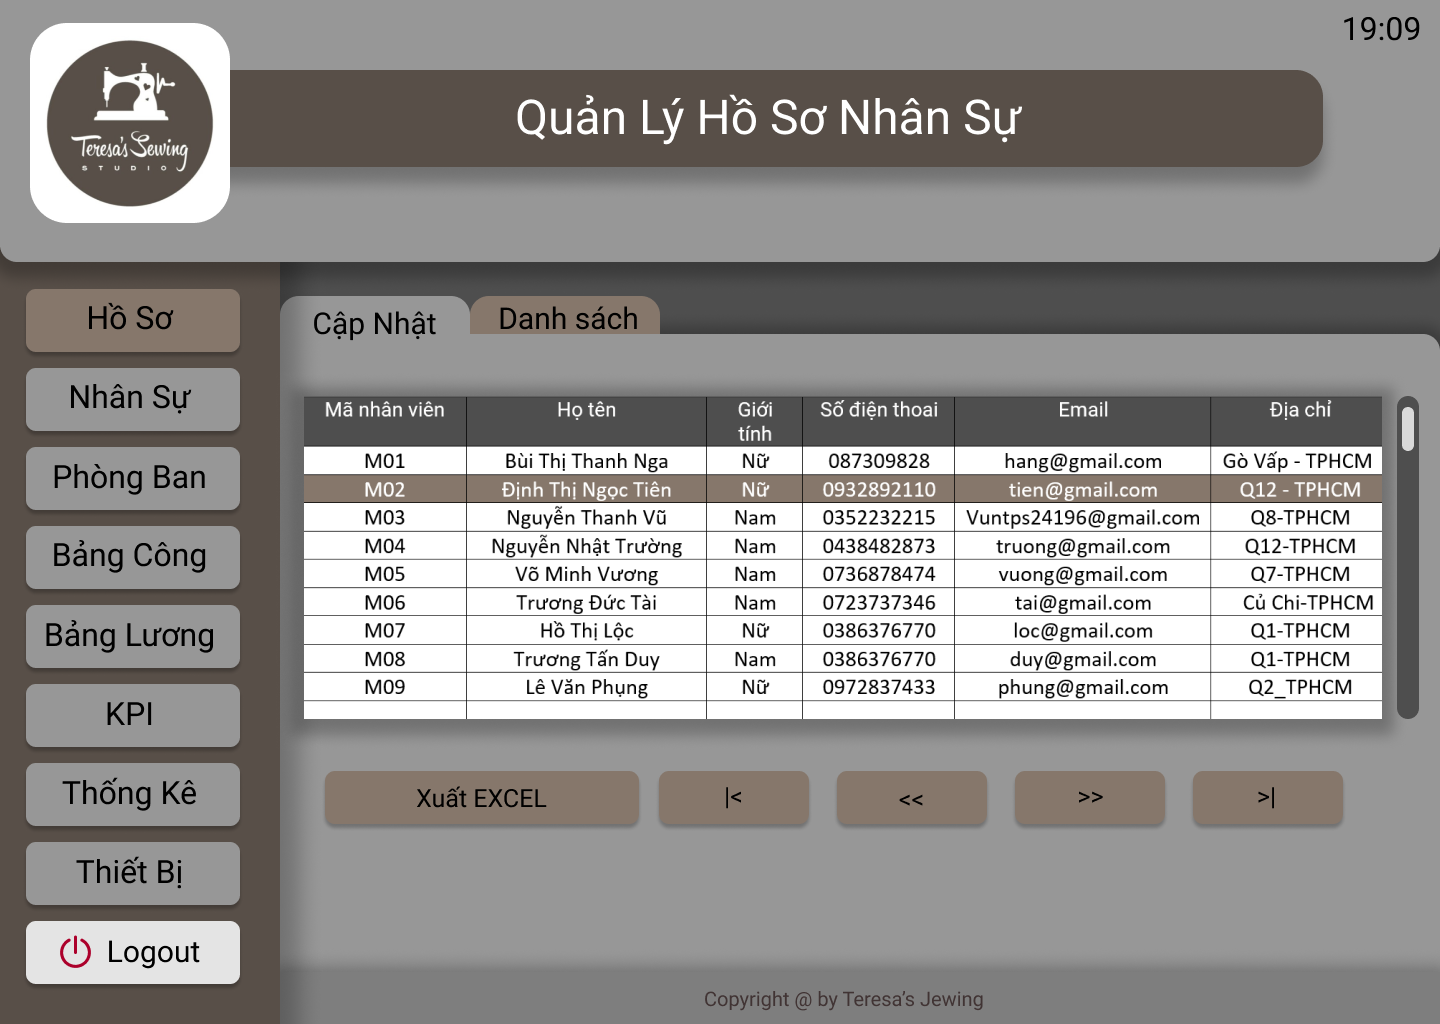 19:09
Teresa's Sewing
STUDIO
Quản Lý Hồ Sơ Nhân Sự
Hồ Sơ
Nhân Sự
Phòng Ban
Bảng Công
Bảng Lương
KPI
Thống Kê
Thiết Bị
Logout
Cập Nhật Danh sách
Mã nhân viên Họ tên Giới tính Số điện thoai Email Địa chỉ
M01 Bùi Thị Thanh Nga Nữ 087309828 hang@gmail.com Gò Vấp - TPHCM
M02 Định Thị Ngọc Tiên Nữ 0932892110 tien@gmail.com Q12 - TPHCM
M03 Nguyễn Thanh Vũ Nam 0352232215 Vuntps24196@gmail.com Q8-TPHCM
M04 Nguyễn Nhật Trường Nam 0438482873 truong@gmail.com Q12-TPHCM
M05 Võ Minh Vương Nam 0736878474 vuong@gmail.com Q7-TPHCM
M06 Trương Đức Tài Nam 0723737346 tai@gmail.com Củ Chi-TPHCM
M07 Hồ Thị Lộc Nữ 0386376770 loc@gmail.com Q1-TPHCM
M08 Trương Tấn Duy Nam 0386376770 duy@gmail.com Q1-TPHCM
M09 Lê Văn Phụng Nữ 0972837433 phung@gmail.com Q2_TPHCM
Xuất EXCEL |< << >> >|
Copyright @ by Teresa’s Jewing